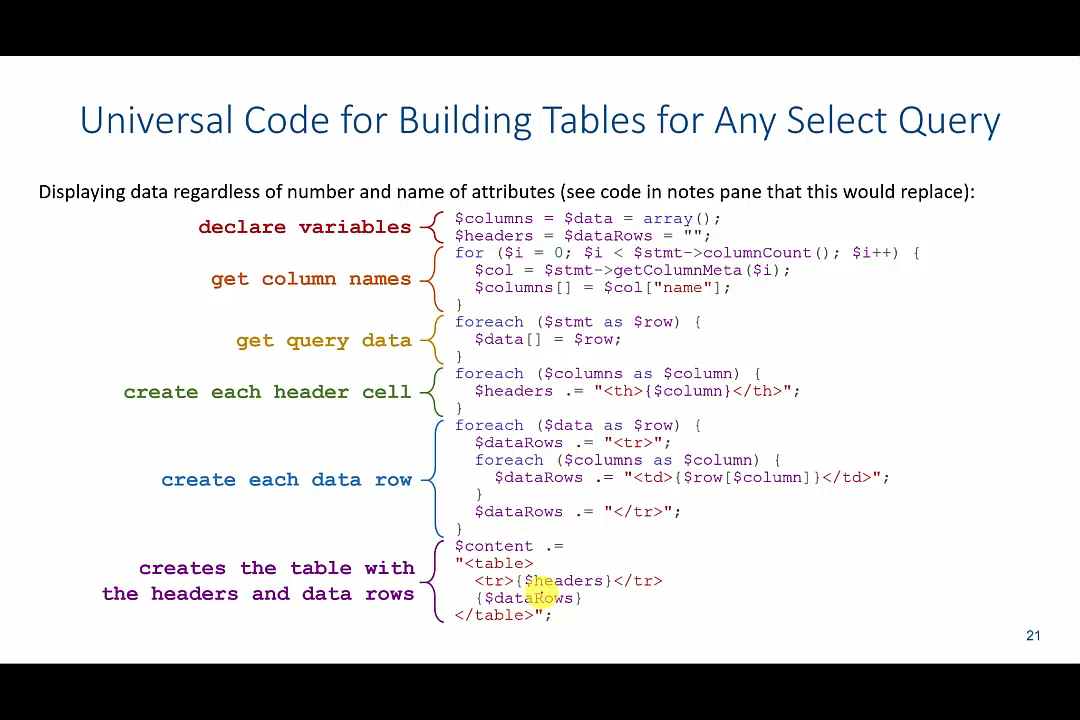 Universal Code for Building Tables for Any Select Query
Displaying data regardless of number and name of attributes (see code in notes pane that this would replace):
declare variables
$columns = $data = array();
$headers = $dataRows = "";
get column names
for ($i = 0; $i < $stmt->columnCount(); $i++) {
$col = $stmt->getColumnMeta($i);
$columns[] = $col["name"];
}
get query data
foreach ($stmt as $row) {
$data[] = $row;
}
create each header cell
foreach ($columns as $column) {
$headers .= "<th>{$column}</th>";
}
create each data row
foreach ($data as $row) {
$dataRows .= "<tr>";
foreach ($columns as $column) {
$dataRows .= "<td>{$row[$column]}</td>";
}
$dataRows .= "</tr>";
}
creates the table with
the headers and data rows
$content .=
"<table>
<tr>{$headers}</tr>
{$dataRows}
</table>";
21